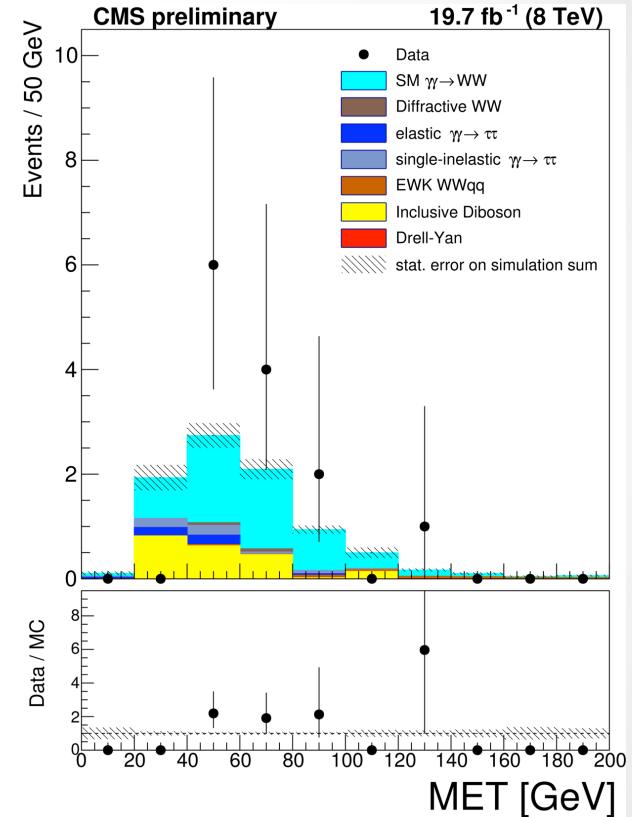 CMS preliminary 19.7 fb⁻¹ (8 TeV)
Events / 50 GeV
10
8
6
4
2
0
Data
SM γγ→WW
Diffractive WW
elastic γγ→ ττ
single-inelastic γγ→ ττ
EWK WWqq
Inclusive Diboson
Drell-Yan
stat. error on simulation sum
Data / MC
8
6
4
2
0
0 20 40 60 80 100 120 140 160 180 200
MET [GeV]